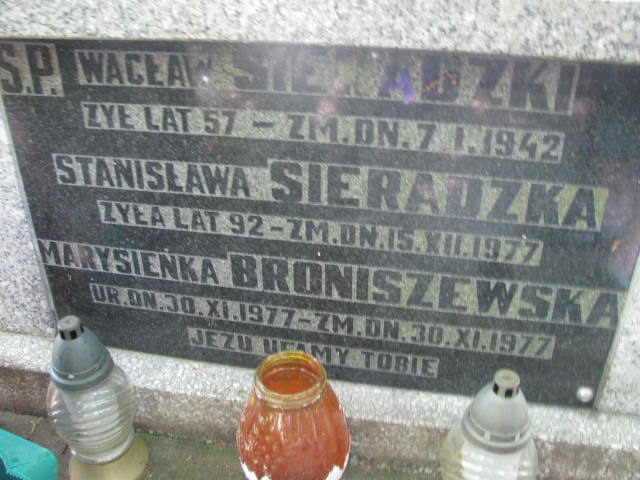 Ś.P. WACŁAW SIERADZKI
ŻYŁ LAT 57 – ZM. DN. 7 I. 1942
STANISŁAWA SIERADZKA
ŻYŁA LAT 92 – ZM. DN. 15. XII. 1977
MARYSIEŃKA BRONISZEWSKA
UR. DN. 30. XI. 1977 – ZM. DN. 30. XI. 1977
JEZU UFAMY TOBIE